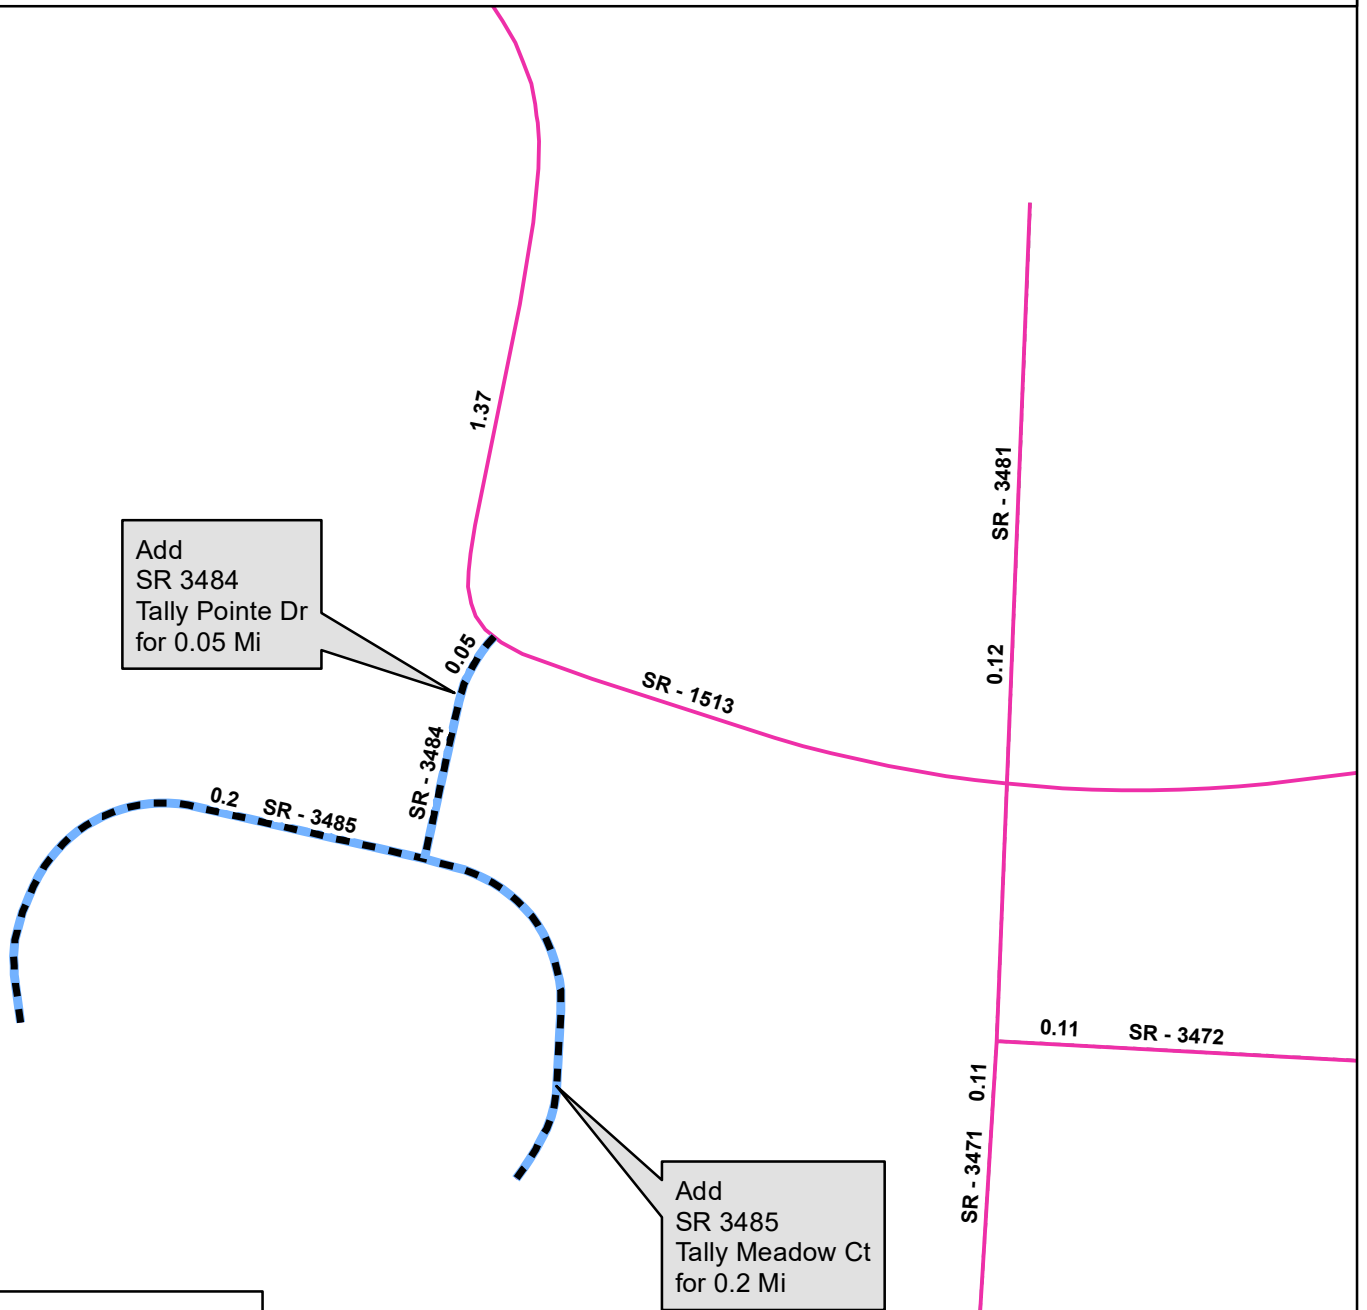 1.37
SR - 3481
Add
SR 3484
Tally Pointe Dr
for 0.05 Mi
0.05
0.12
SR - 1513
SR - 3484
0.2 SR - 3485
0.11 SR - 3472
0.11
SR - 3471
Add
SR 3485
Tally Meadow Ct
for 0.2 Mi